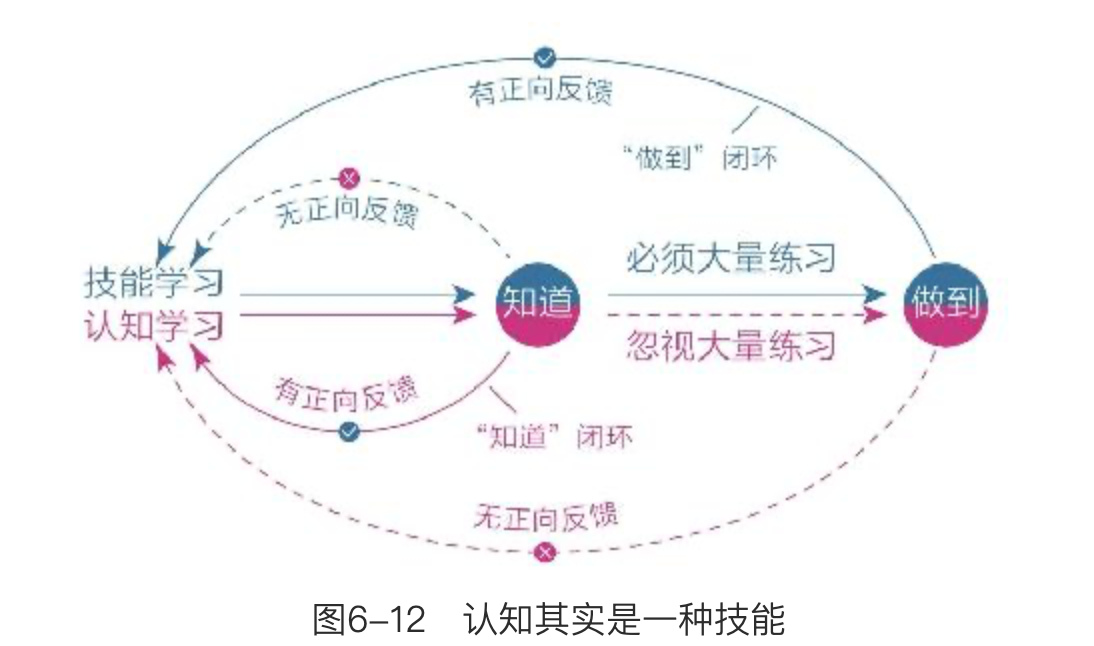 有正向反馈
“做到”闭环
无正向反馈
必须大量练习
技能学习
认知学习
知道
做到
忽视大量练习
有正向反馈
“知道”闭环
无正向反馈
图6-12 认知其实是一种技能